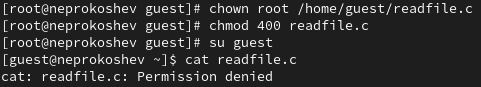 [root@neprokoshev guest]# chown root /home/guest/readfile.c
[root@neprokoshev guest]# chmod 400 readfile.c
[root@neprokoshev guest]# su guest
[guest@neprokoshev ~]$ cat readfile.c
cat: readfile.c: Permission denied